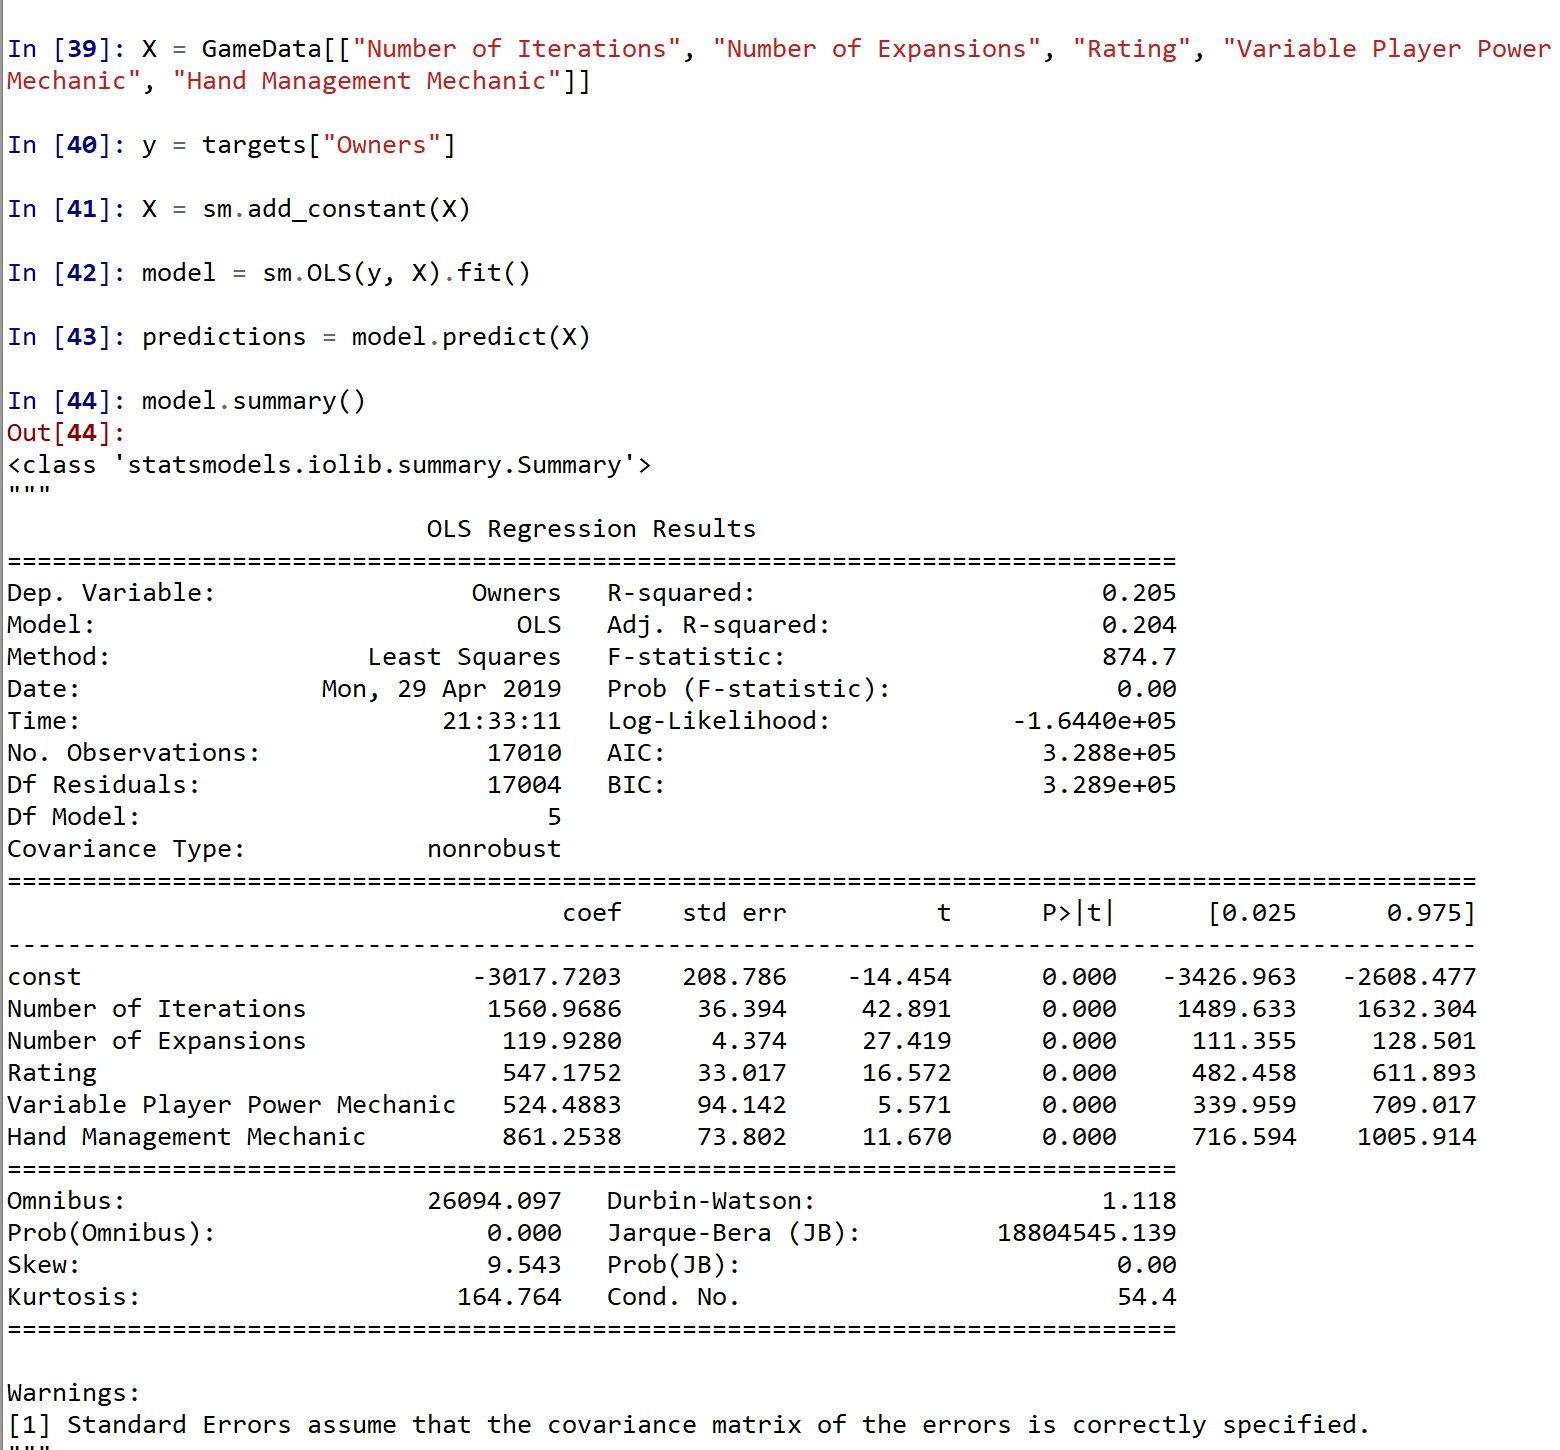 In [39]: X = GameData[["Number of Iterations", "Number of Expansions", "Rating", "Variable Player Power
Mechanic", "Hand Management Mechanic"]]
In [40]: y = targets["Owners"]
In [41]: X = sm.add_constant(X)
In [42]: model = sm.OLS(y, X).fit()
In [43]: predictions = model.predict(X)
In [44]: model.summary()
Out[44]:
<class 'statsmodels.iolib.summary.Summary'>
"""
OLS Regression Results
==============================================================================
Dep. Variable: Owners R-squared: 0.205
Model: OLS Adj. R-squared: 0.204
Method: Least Squares F-statistic: 874.7
Date: Mon, 29 Apr 2019 Prob (F-statistic): 0.00
Time: 21:33:11 Log-Likelihood: -1.6440e+05
No. Observations: 17010 AIC: 3.288e+05
Df Residuals: 17004 BIC: 3.289e+05
Df Model: 5
Covariance Type: nonrobust
==================================================================================================
coef std err t P>|t| [0.025 0.975]
--------------------------------------------------------------------------------------------------
const -3017.7203 208.786 -14.454 0.000 -3426.963 -2608.477
Number of Iterations 1560.9686 36.394 42.891 0.000 1489.633 1632.304
Number of Expansions 119.9280 4.374 27.419 0.000 111.355 128.501
Rating 547.1752 33.017 16.572 0.000 482.458 611.893
Variable Player Power Mechanic 524.4883 94.142 5.571 0.000 339.959 709.017
Hand Management Mechanic 861.2538 73.802 11.670 0.000 716.594 1005.914
==============================================================================
Omnibus: 26094.097 Durbin-Watson: 1.118
Prob(Omnibus): 0.000 Jarque-Bera (JB): 18804545.139
Skew: 9.543 Prob(JB): 0.00
Kurtosis: 164.764 Cond. No. 54.4
==============================================================================
Warnings:
[1] Standard Errors assume that the covariance matrix of the errors is correctly specified.
"""